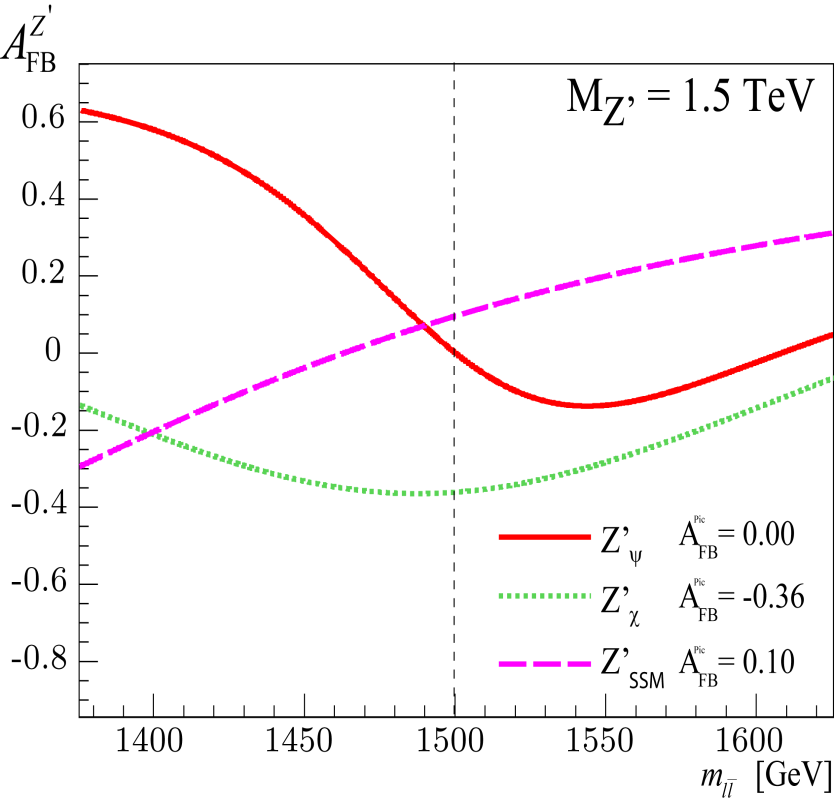 A_FB^Z'
M_Z' = 1.5 TeV
0.6
0.4
0.2
0
-0.2
-0.4
-0.6
-0.8
Z'_ψ A_FB^Pic = 0.00
Z'_χ A_FB^Pic = -0.36
Z'_SSM A_FB^Pic = 0.10
1400 1450 1500 1550 1600
m_ll̅ [GeV]